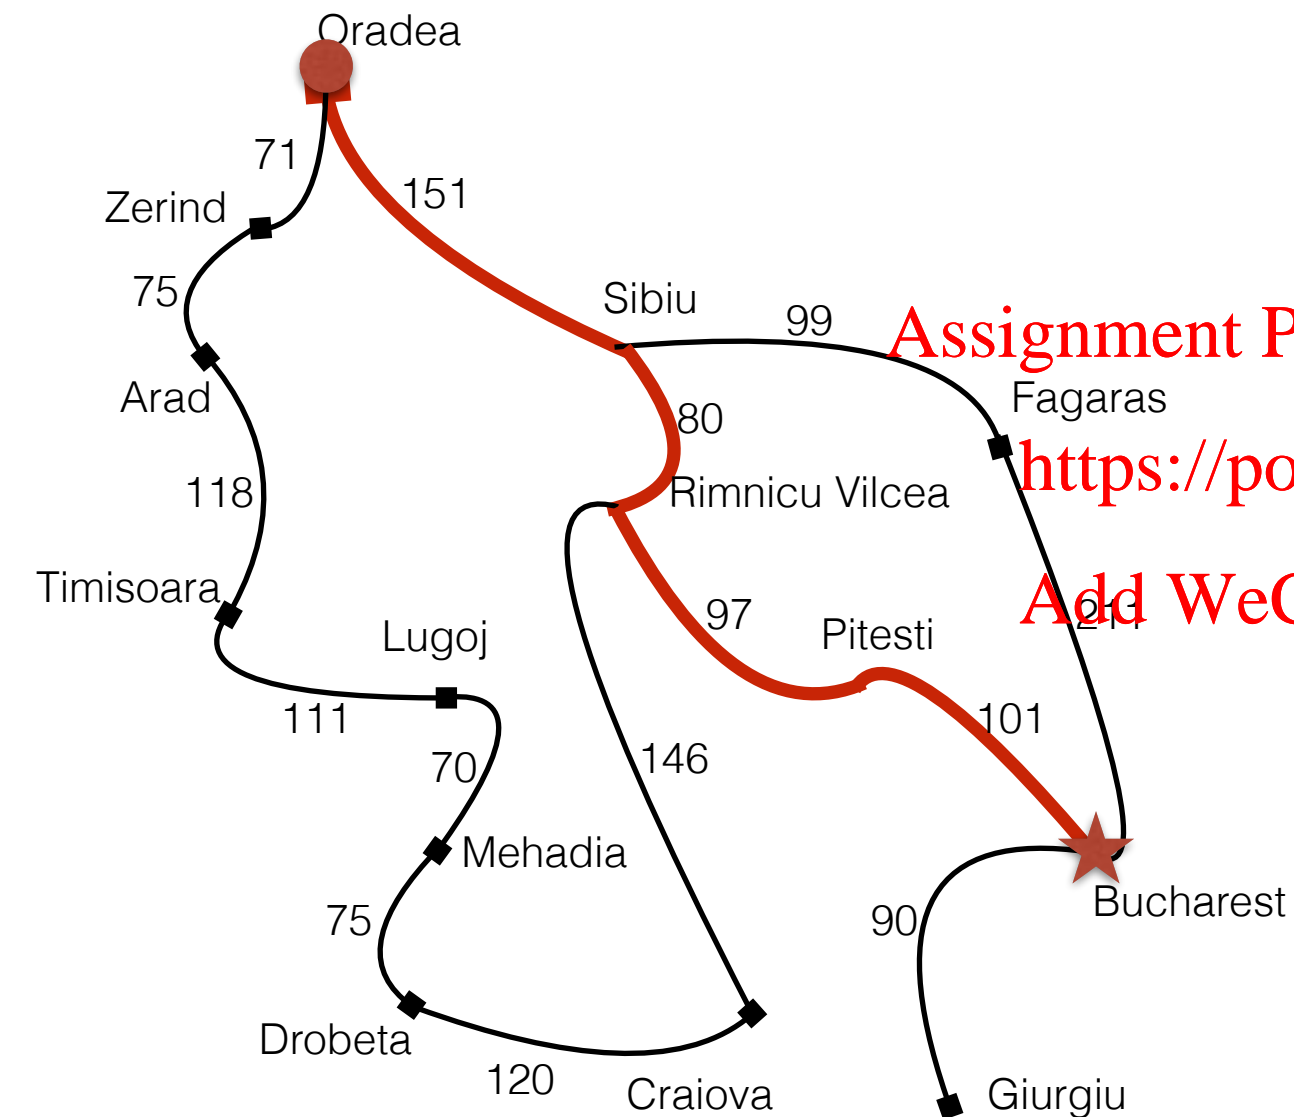 Oradea
71
151
Zerind
75
Sibiu
99
Assignment P
Arad
Fagaras
80
https://po
118
Rimnicu Vilcea
Timisoara
Add WeC
97
211
Lugoj
Pitesti
111
101
70
146
Mehadia
75
90
Bucharest
Drobeta
120
Craiova
Giurgiu